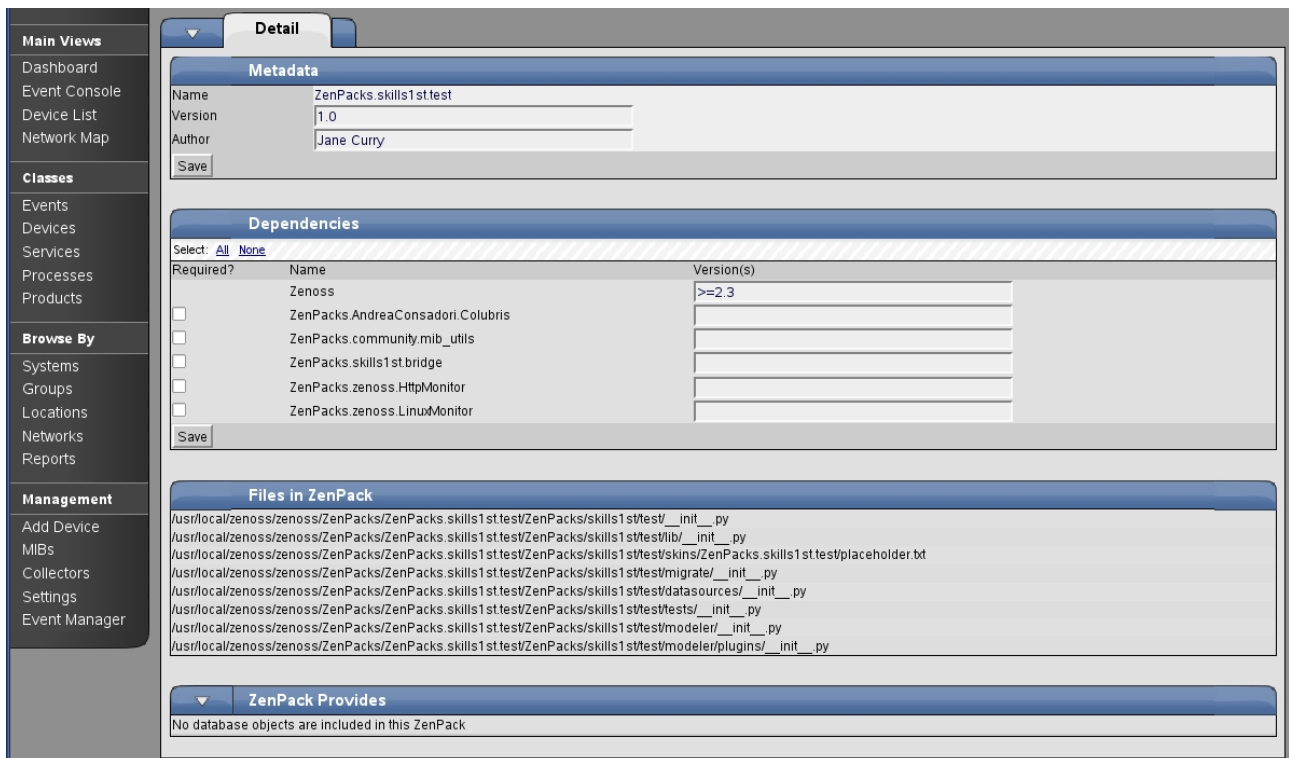 Main Views
Dashboard
Event Console
Device List
Network Map
Classes
Events
Devices
Services
Processes
Products
Browse By
Systems
Groups
Locations
Networks
Reports
Management
Add Device
MIBs
Collectors
Settings
Event Manager
Detail
Metadata
Name ZenPacks.skills1st.test
Version 1.0
Author Jane Curry
Save
Dependencies
Select: All None
Required? Name Version(s)
Zenoss >=2.3
ZenPacks.AndreaConsadori.Colubris
ZenPacks.community.mib_utils
ZenPacks.skills1st.bridge
ZenPacks.zenoss.HttpMonitor
ZenPacks.zenoss.LinuxMonitor
Save
Files in ZenPack
/usr/local/zenoss/zenoss/ZenPacks/ZenPacks.skills1st.test/ZenPacks/skills1st/test/__init__.py
/usr/local/zenoss/zenoss/ZenPacks/ZenPacks.skills1st.test/ZenPacks/skills1st/test/lib/__init__.py
/usr/local/zenoss/zenoss/ZenPacks/ZenPacks.skills1st.test/ZenPacks/skills1st/test/skins/ZenPacks.skills1st.test/placeholder.txt
/usr/local/zenoss/zenoss/ZenPacks/ZenPacks.skills1st.test/ZenPacks/skills1st/test/migrate/__init__.py
/usr/local/zenoss/zenoss/ZenPacks/ZenPacks.skills1st.test/ZenPacks/skills1st/test/datasources/__init__.py
/usr/local/zenoss/zenoss/ZenPacks/ZenPacks.skills1st.test/ZenPacks/skills1st/test/tests/__init__.py
/usr/local/zenoss/zenoss/ZenPacks/ZenPacks.skills1st.test/ZenPacks/skills1st/test/modeler/__init__.py
/usr/local/zenoss/zenoss/ZenPacks/ZenPacks.skills1st.test/ZenPacks/skills1st/test/modeler/plugins/__init__.py
ZenPack Provides
No database objects are included in this ZenPack